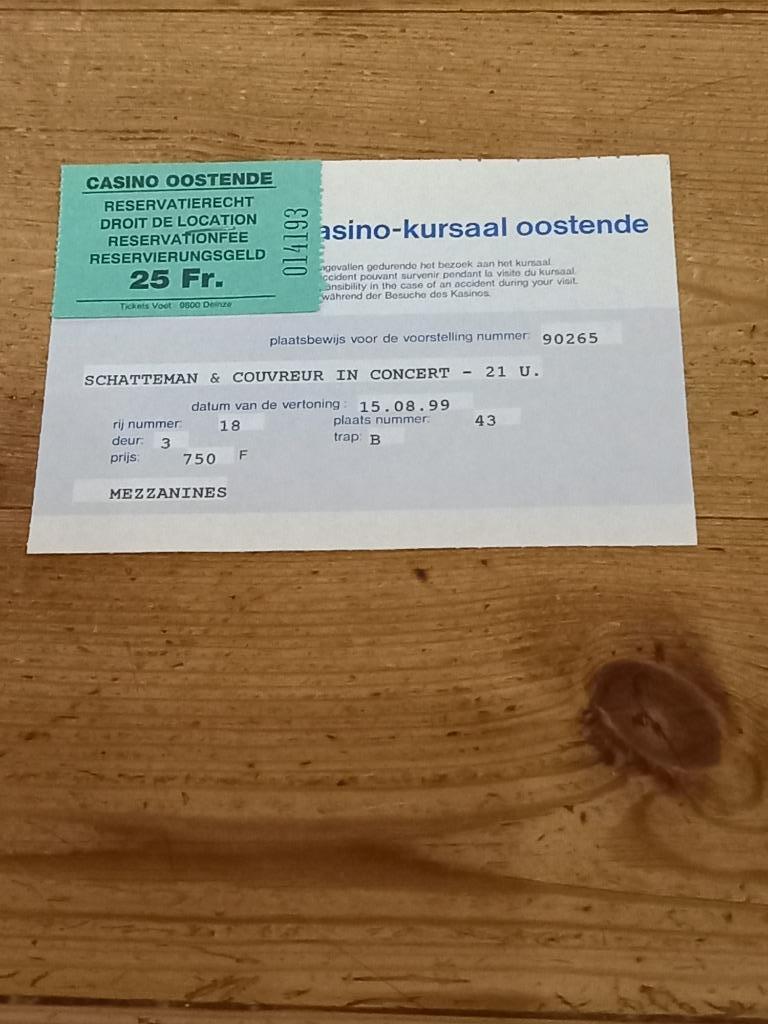 CASINO OOSTENDE
RESERVATIERECHT
DROIT DE LOCATION
RESERVATIONFEE
RESERVIERUNGSGELD
25 Fr.
014193
Tickets Voet - 9800 Deinze
asino-kursaal oostende
ngevallen gedurende het bezoek aan het kursaal.
ccident pouvant survenir pendant la visite du kursaal.
onsibility in the case of an accident during your visit.
während der Besuche des Kasinos.
plaatsbewijs voor de voorstelling nummer: 90265
SCHATTEMAN & COUVREUR IN CONCERT - 21 U.
datum van de vertoning : 15.08.99
rij nummer: 18 plaats nummer: 43
deur: 3 trap: B
prijs: 750 F
MEZZANINES